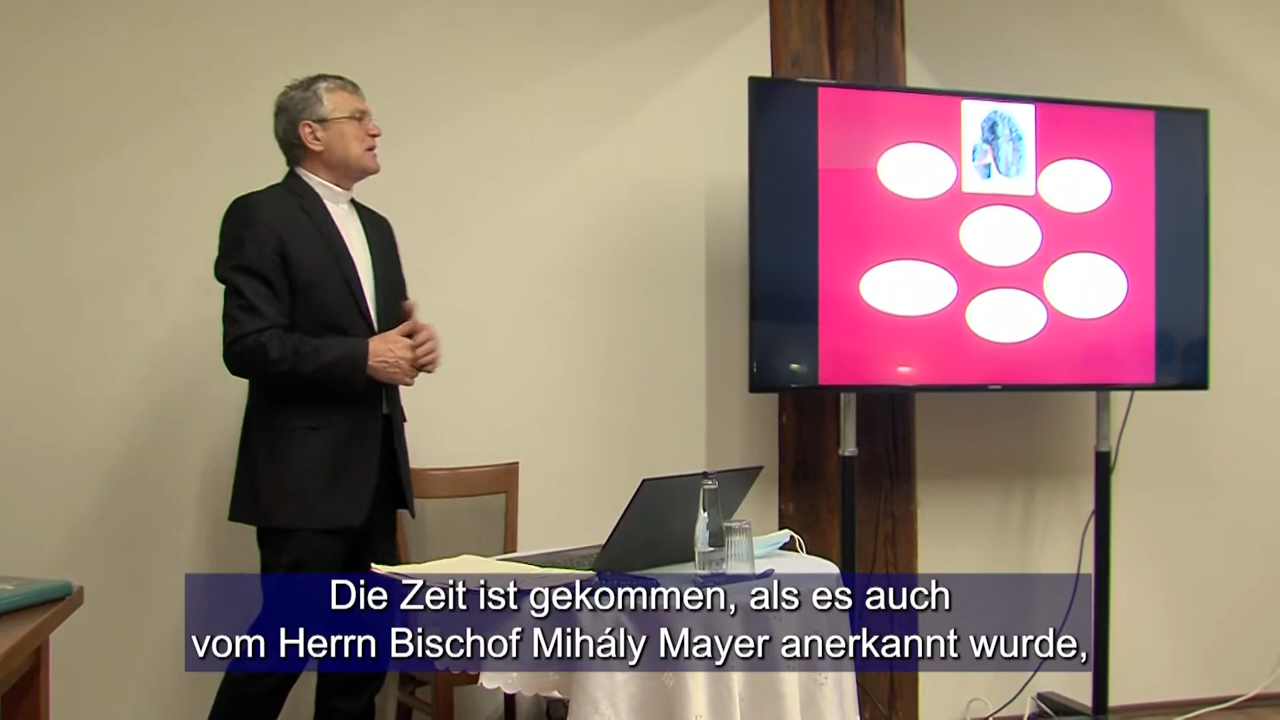 Die Zeit ist gekommen, als es auch
vom Herrn Bischof Mihály Mayer anerkannt wurde,